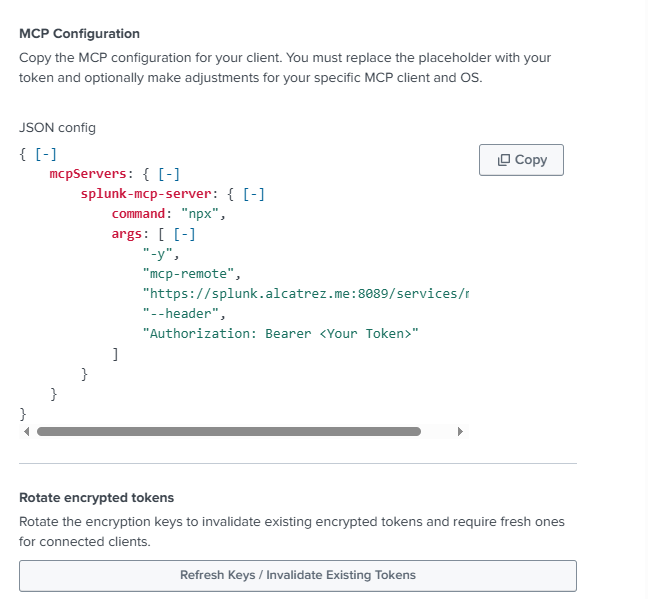 MCP Configuration
Copy the MCP configuration for your client. You must replace the placeholder with your
token and optionally make adjustments for your specific MCP client and OS.
JSON config
{ [-]
Copy
mcpServers: { [-]
splunk-mcp-server: { [-]
command: "npx",
args: [ [-]
"-y",
"mcp-remote",
"https://splunk.alcatrez.me:8089/services/
"--header",
"Authorization: Bearer <Your Token>"
]
}
}
}
Rotate encrypted tokens
Rotate the encryption keys to invalidate existing encrypted tokens and require fresh ones
for connected clients.
Refresh Keys / Invalidate Existing Tokens